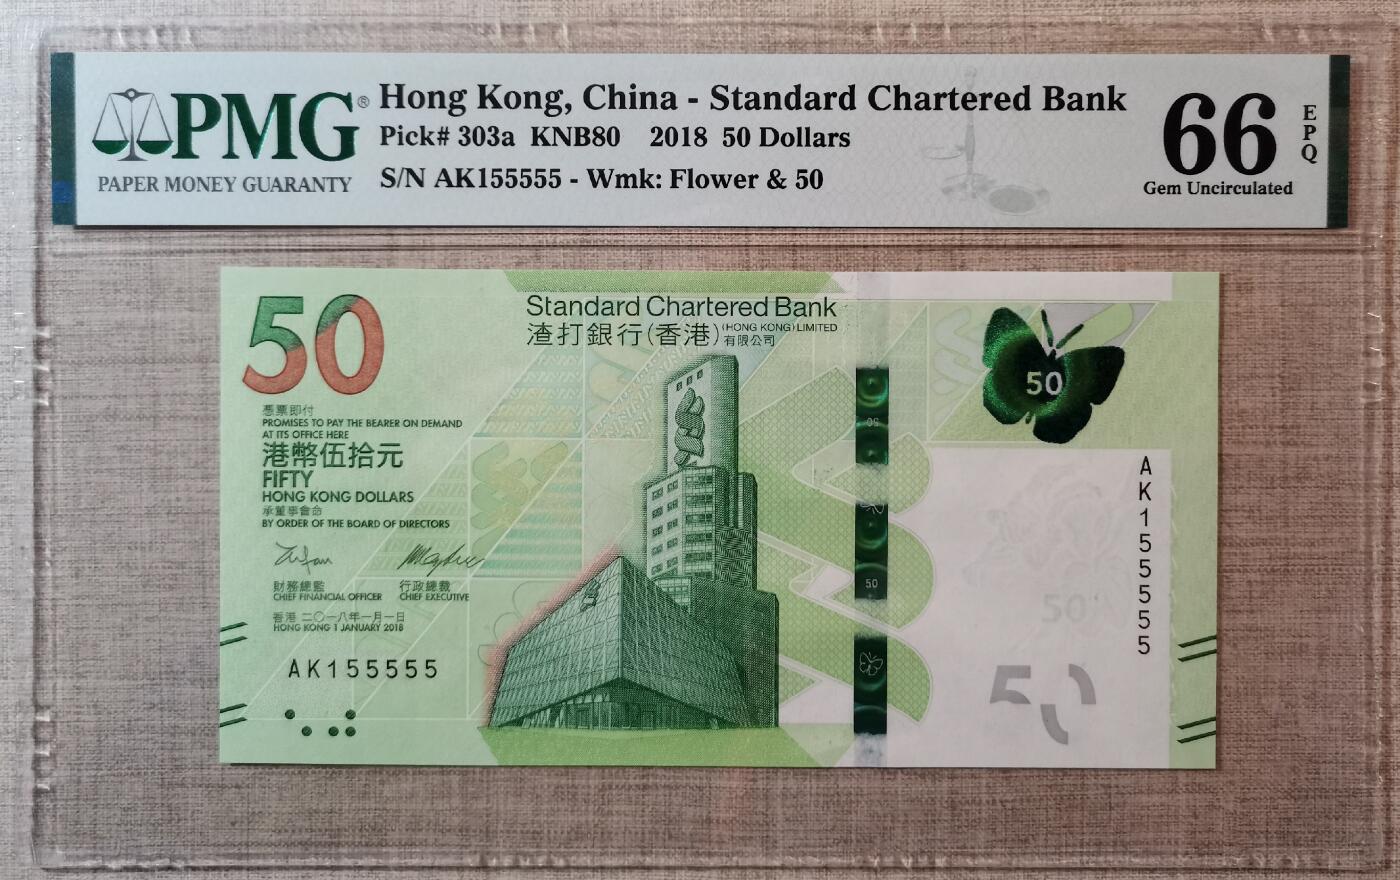 PMG®
PAPER MONEY GUARANTY
Hong Kong, China - Standard Chartered Bank
Pick# 303a KNB80 2018 50 Dollars
S/N AK155555 - Wmk: Flower & 50
66
EPQ
Gem Uncirculated
50
Standard Chartered Bank
渣打銀行(香港) (HONG KONG) LIMITED
有限公司
憑票即付
PROMISES TO PAY THE BEARER ON DEMAND
AT ITS OFFICE HERE
港幣伍拾元
FIFTY
HONG KONG DOLLARS
承董事會命
BY ORDER OF THE BOARD OF DIRECTORS
財務總監 行政總裁
CHIEF FINANCIAL OFFICER CHIEF EXECUTIVE
香港 二〇一八年一月一日
HONG KONG 1 JANUARY 2018
AK155555
50
50
50
AK155555
50
50